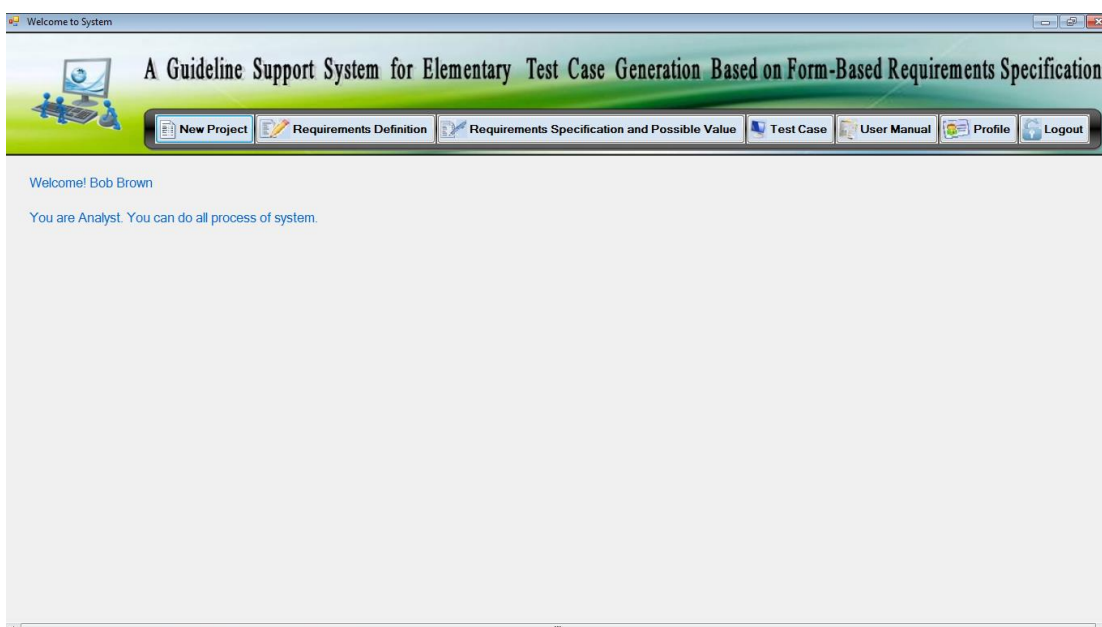 Welcome to System
A Guideline Support System for Elementary Test Case Generation Based on Form-Based Requirements Specification
New Project Requirements Definition Requirements Specification and Possible Value Test Case User Manual Profile Logout
Welcome! Bob Brown
You are Analyst. You can do all process of system.